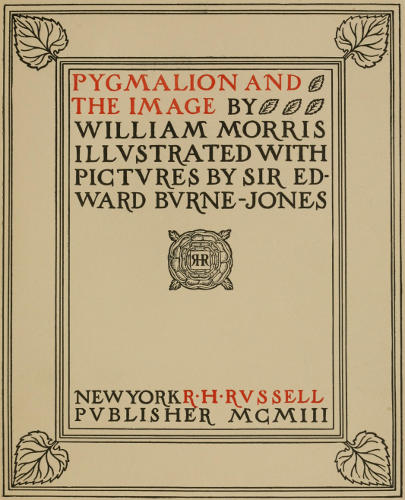 PYGMALION AND
THE IMAGE BY
WILLIAM MORRIS
ILLVSTRATED WITH
PICTVRES BY SIR ED-
WARD BVRNE-JONES
RHR
NEW YORK R·H·RVSSELL
PVBLISHER MCMIII